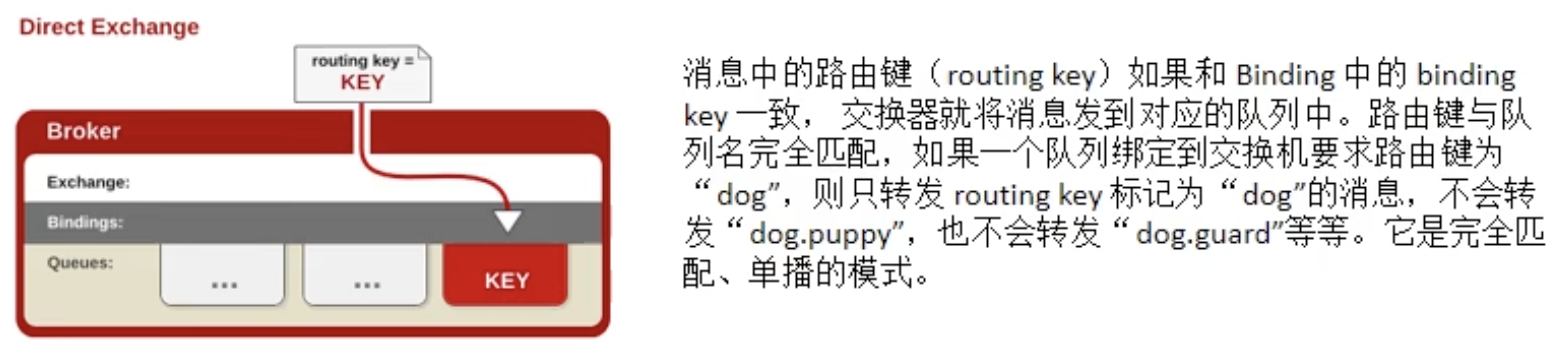 Direct Exchange
routing key =
KEY
Broker
Exchange:
Bindings:
Queues:
...
...
KEY
消息中的路由键（routing key）如果和 Binding 中的 binding
key 一致， 交换器就将消息发到对应的队列中。路由键与队
列名完全匹配，如果一个队列绑定到交换机要求路由键为
“dog”，则只转发 routing key 标记为“dog”的消息，不会转
发“dog.puppy”，也不会转发“dog.guard”等等。它是完全匹
配、单播的模式。